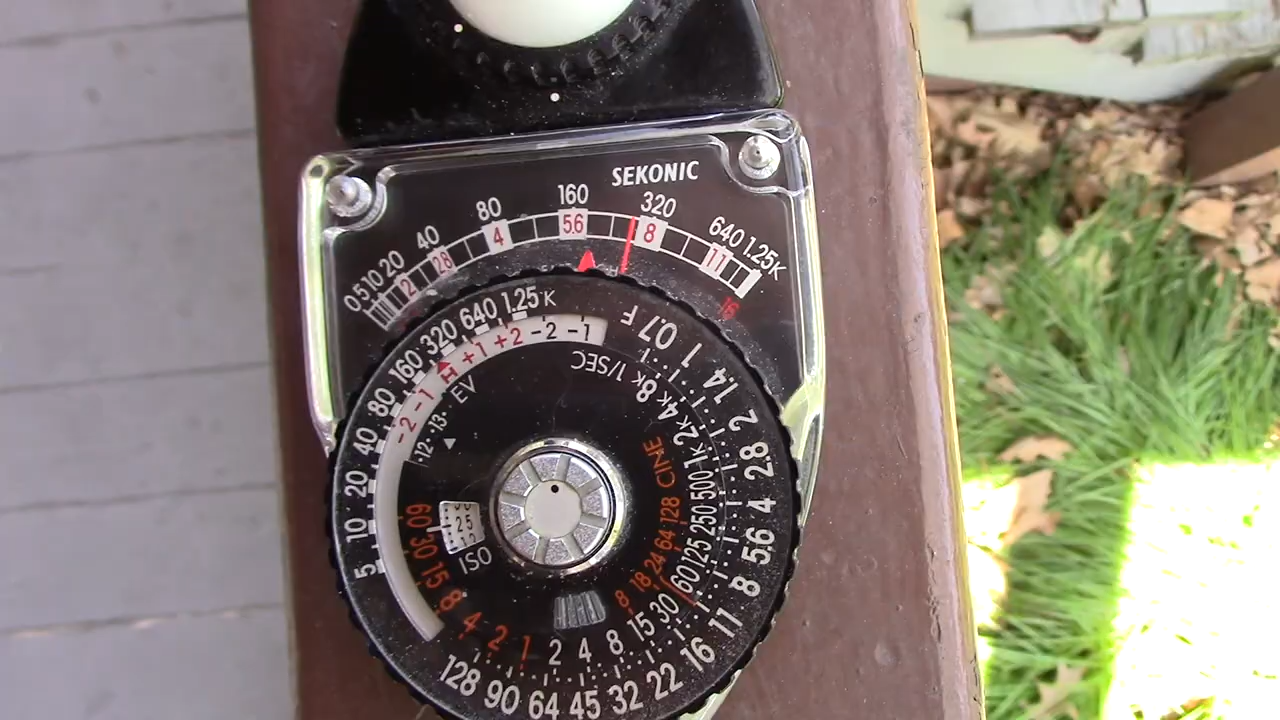 SEKONIC
0 5 10 20 40 80 160 320 640 1.25K
2 2.8 4 5.6 8 11
16
5 10 20 40 80 160 320 640 1.25K
-2 -1 H +1 +2 -2 -1
F 0.7 1 1.4 2 2.8 4 5.6 8 11 16 22 32 45 64 90 128
1/SEC
8K 4K 2K 1K 500 250 125 60 30 15 8 4 2 1 2 4 8 15 30 60
EV
12 13
CINE
128 64 24 18 8
25
ISO